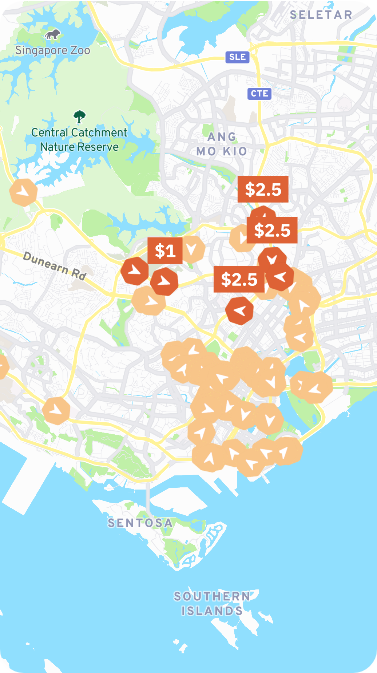 SELETAR
Singapore Zoo
SLE
CTE
Central Catchment
Nature Reserve
ANG
MO KIO
$2.5
$2.5
$1
Dunearn Rd
$2.5
SENTOSA
SOUTHERN
ISLANDS